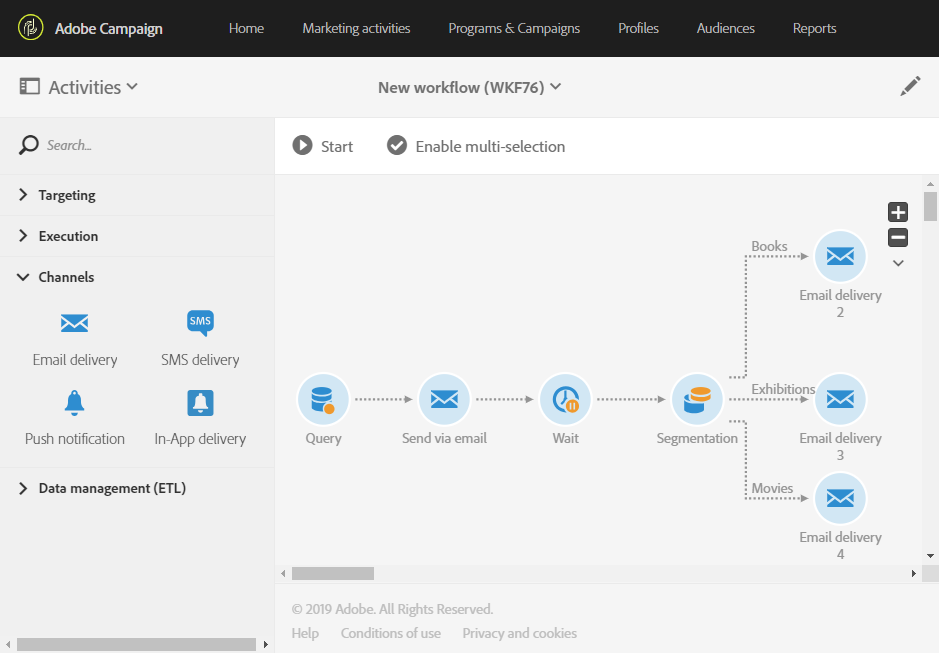 Adobe Campaign
Home
Marketing activities
Programs & Campaigns
Profiles
Audiences
Reports
Activities
New workflow (WKF76)
Search...
Start
Enable multi-selection
Targeting
Execution
Channels
Email delivery
SMS
SMS delivery
Push notification
In-App delivery
Data management (ETL)
Query
Send via email
Wait
Segmentation
Books
Email delivery
2
Exhibitions
Email delivery
3
Movies
Email delivery
4
© 2019 Adobe. All Rights Reserved.
Help
Conditions of use
Privacy and cookies